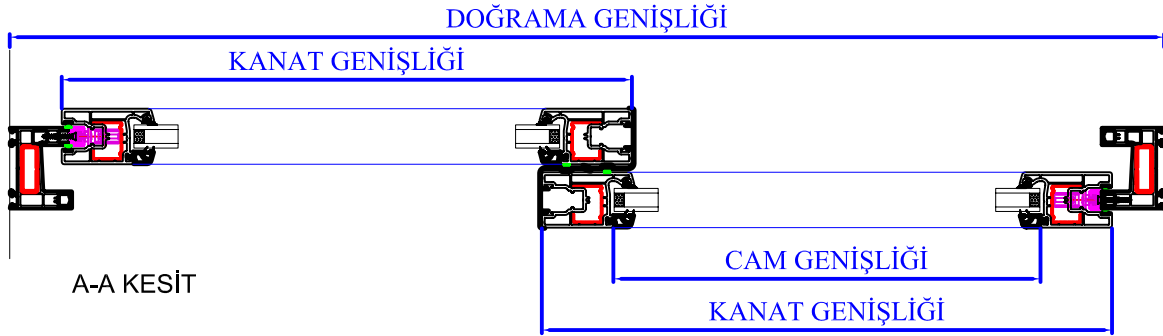 DOĞRAMA GENİŞLİĞİ
KANAT GENİŞLİĞİ
CAM GENİŞLİĞİ
A-A KESİT
KANAT GENİŞLİĞİ